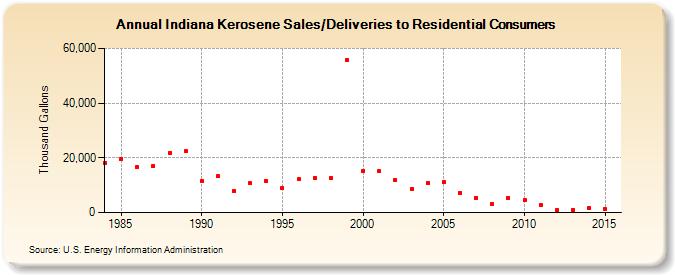 Annual Indiana Kerosene Sales/Deliveries to Residential Consumers
Thousand Gallons
60,000
40,000
20,000
0
1985 1990 1995 2000 2005 2010 2015
Source: U.S. Energy Information Administration